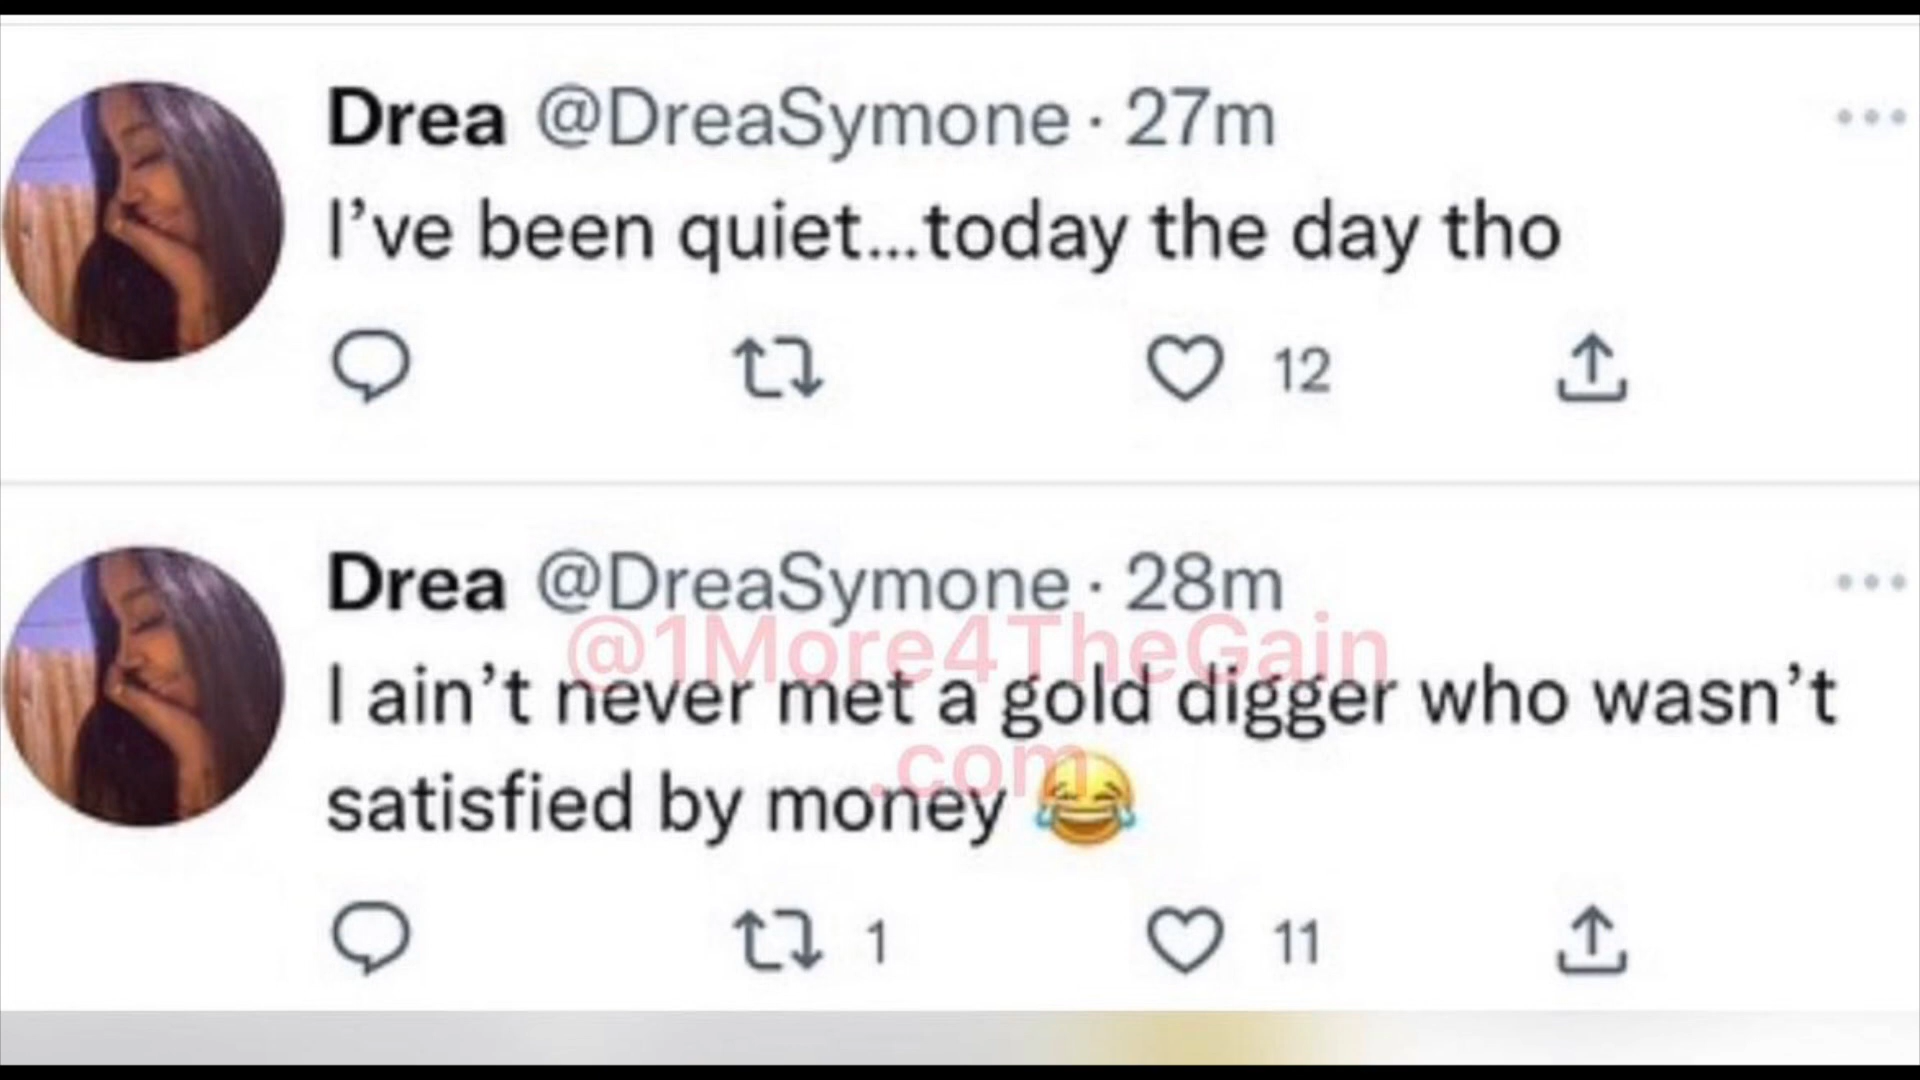 Drea @DreaSymone · 27m
I’ve been quiet...today the day tho
12
Drea @DreaSymone · 28m
@1More4TheGain
I ain’t never met a gold digger who wasn’t
.com
satisfied by money 😂
1 11